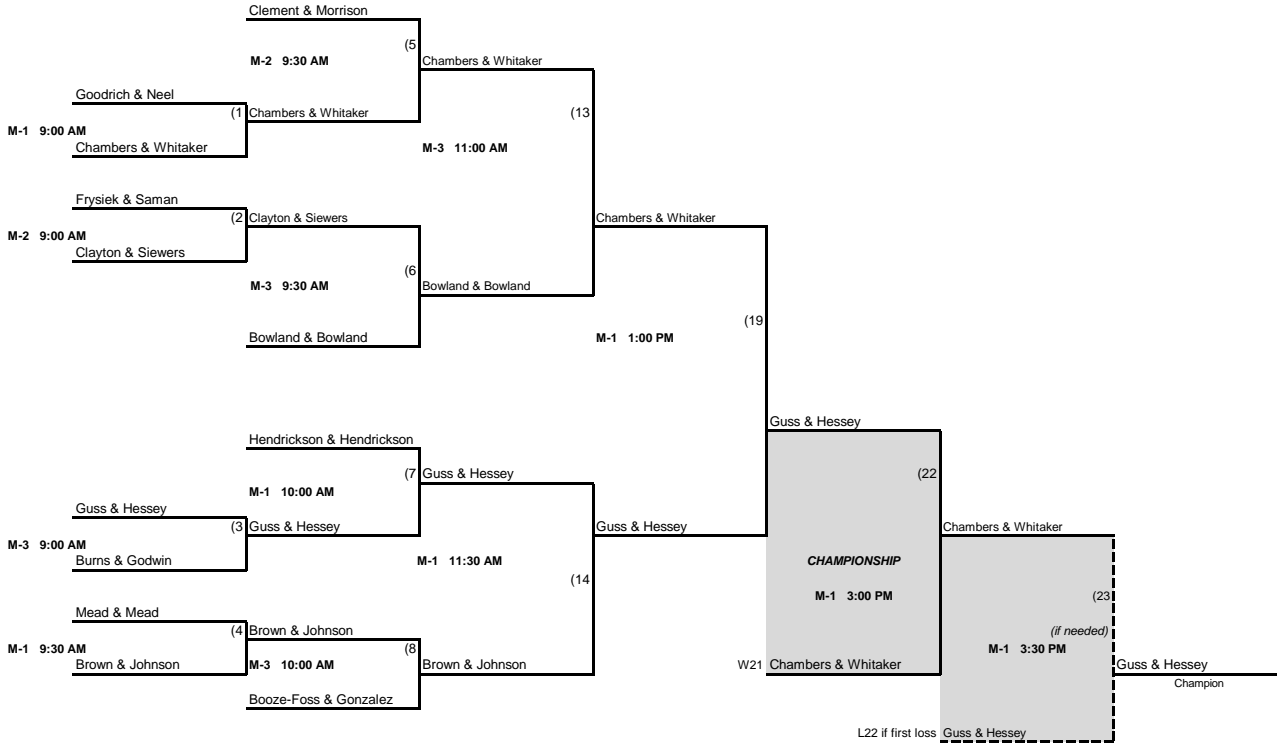 Clement & Morrison
(5
M-2 9:30 AM
Chambers & Whitaker
Goodrich & Neel
(1 Chambers & Whitaker
(13
M-1 9:00 AM
Chambers & Whitaker
M-3 11:00 AM
Frysiek & Saman
(2 Clayton & Siewers
Chambers & Whitaker
M-2 9:00 AM
Clayton & Siewers
(6
M-3 9:30 AM
Bowland & Bowland
(19
Bowland & Bowland
M-1 1:00 PM
Guss & Hessey
Hendrickson & Hendrickson
(7 Guss & Hessey
(22
M-1 10:00 AM
Guss & Hessey
(3 Guss & Hessey
Guss & Hessey
Chambers & Whitaker
M-3 9:00 AM
Burns & Godwin
M-1 11:30 AM
CHAMPIONSHIP
(14
M-1 3:00 PM
(23
Mead & Mead
(4 Brown & Johnson
(if needed)
M-1 9:30 AM
(8
M-1 3:30 PM
Brown & Johnson
M-3 10:00 AM
Brown & Johnson
W21 Chambers & Whitaker
Guss & Hessey
Champion
Booze-Foss & Gonzalez
L22 if first loss Guss & Hessey